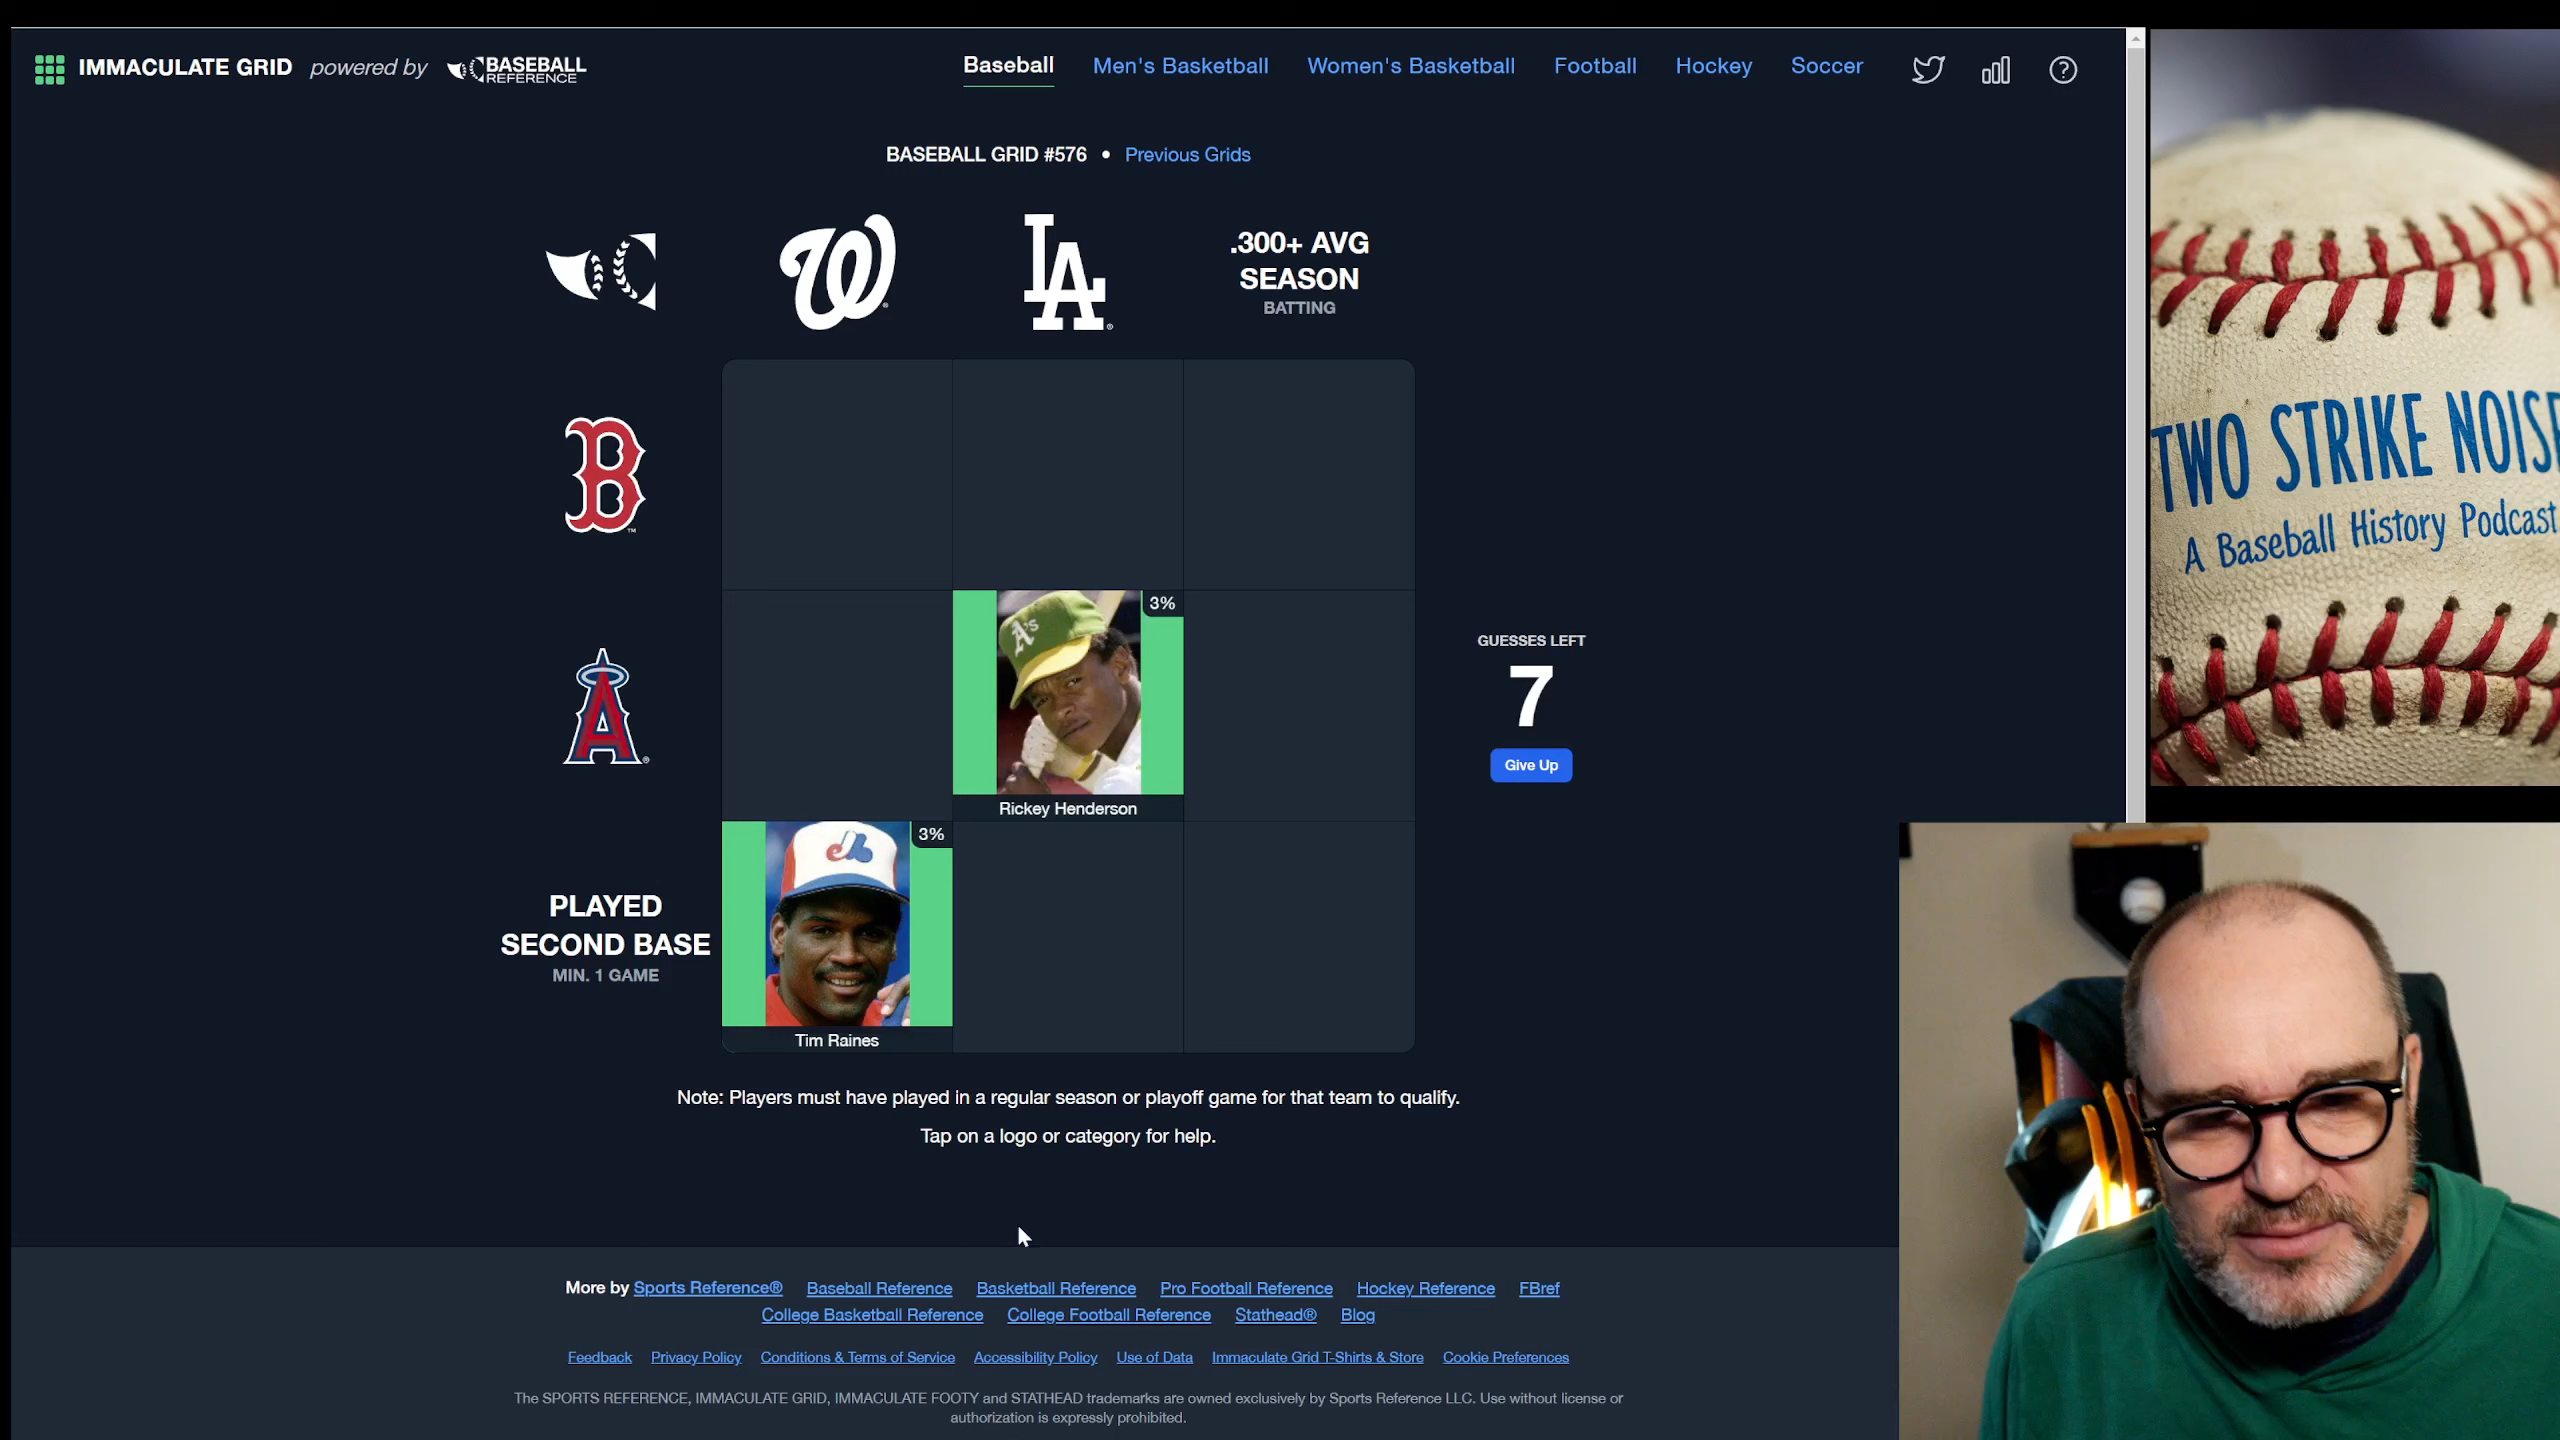 IMMACULATE GRID powered by BASEBALL REFERENCE
Baseball Men's Basketball Women's Basketball Football Hockey Soccer
BASEBALL GRID #576 • Previous Grids
W
LA
.300+ AVG
SEASON
BATTING
B
3%
A's
Rickey Henderson
GUESSES LEFT
7
Give Up
A
3%
Tim Raines
PLAYED
SECOND BASE
MIN. 1 GAME
Note: Players must have played in a regular season or playoff game for that team to qualify.
Tap on a logo or category for help.
More by Sports Reference® Baseball Reference Basketball Reference Pro Football Reference Hockey Reference FBref
College Basketball Reference College Football Reference Stathead® Blog
Feedback Privacy Policy Conditions & Terms of Service Accessibility Policy Use of Data Immaculate Grid T-Shirts & Store Cookie Preferences
The SPORTS REFERENCE, IMMACULATE GRID, IMMACULATE FOOTY and STATHEAD trademarks are owned exclusively by Sports Reference LLC. Use without license or
authorization is expressly prohibited.
TWO STRIKE NOISE
A Baseball History Podcast